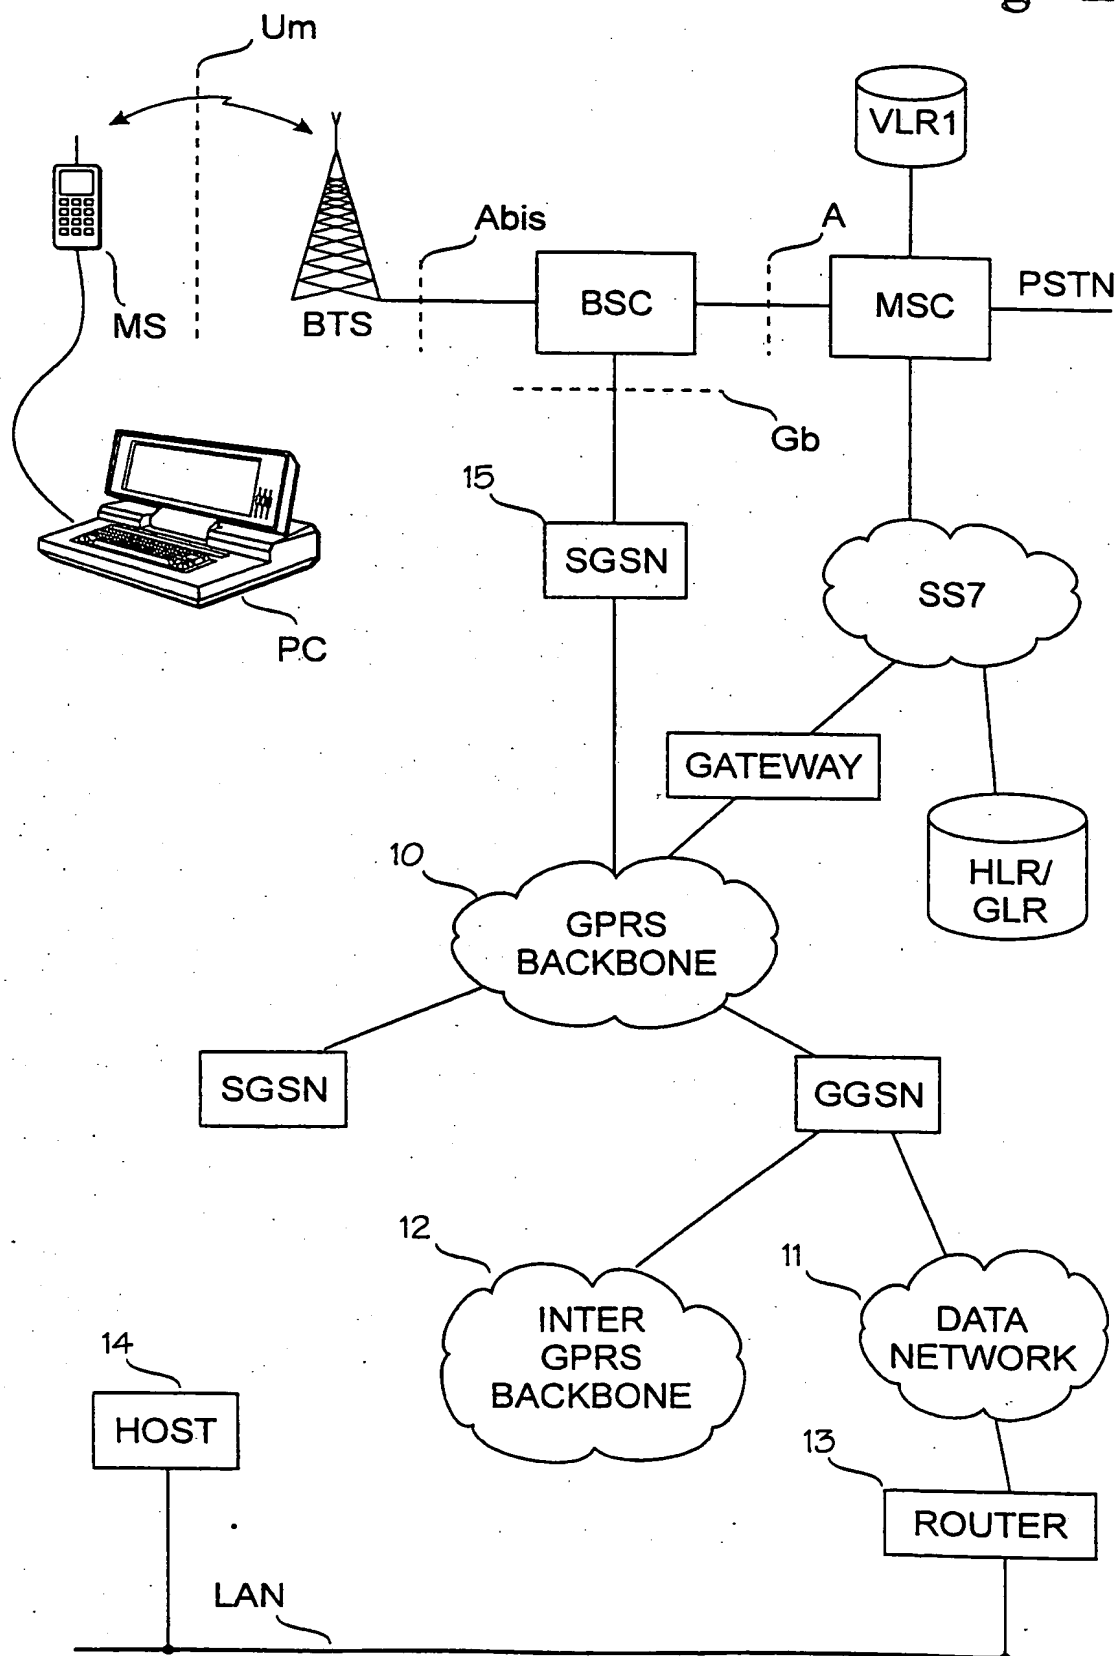 Um
VLR1
Abis
A
BSC
MSC
PSTN
MS
BTS
Gb
15
SGSN
SS7
PC
GATEWAY
10
HLR/
GLR
GPRS
BACKBONE
SGSN
GGSN
12
11
INTER
GPRS
BACKBONE
DATA
NETWORK
14
HOST
13
ROUTER
LAN